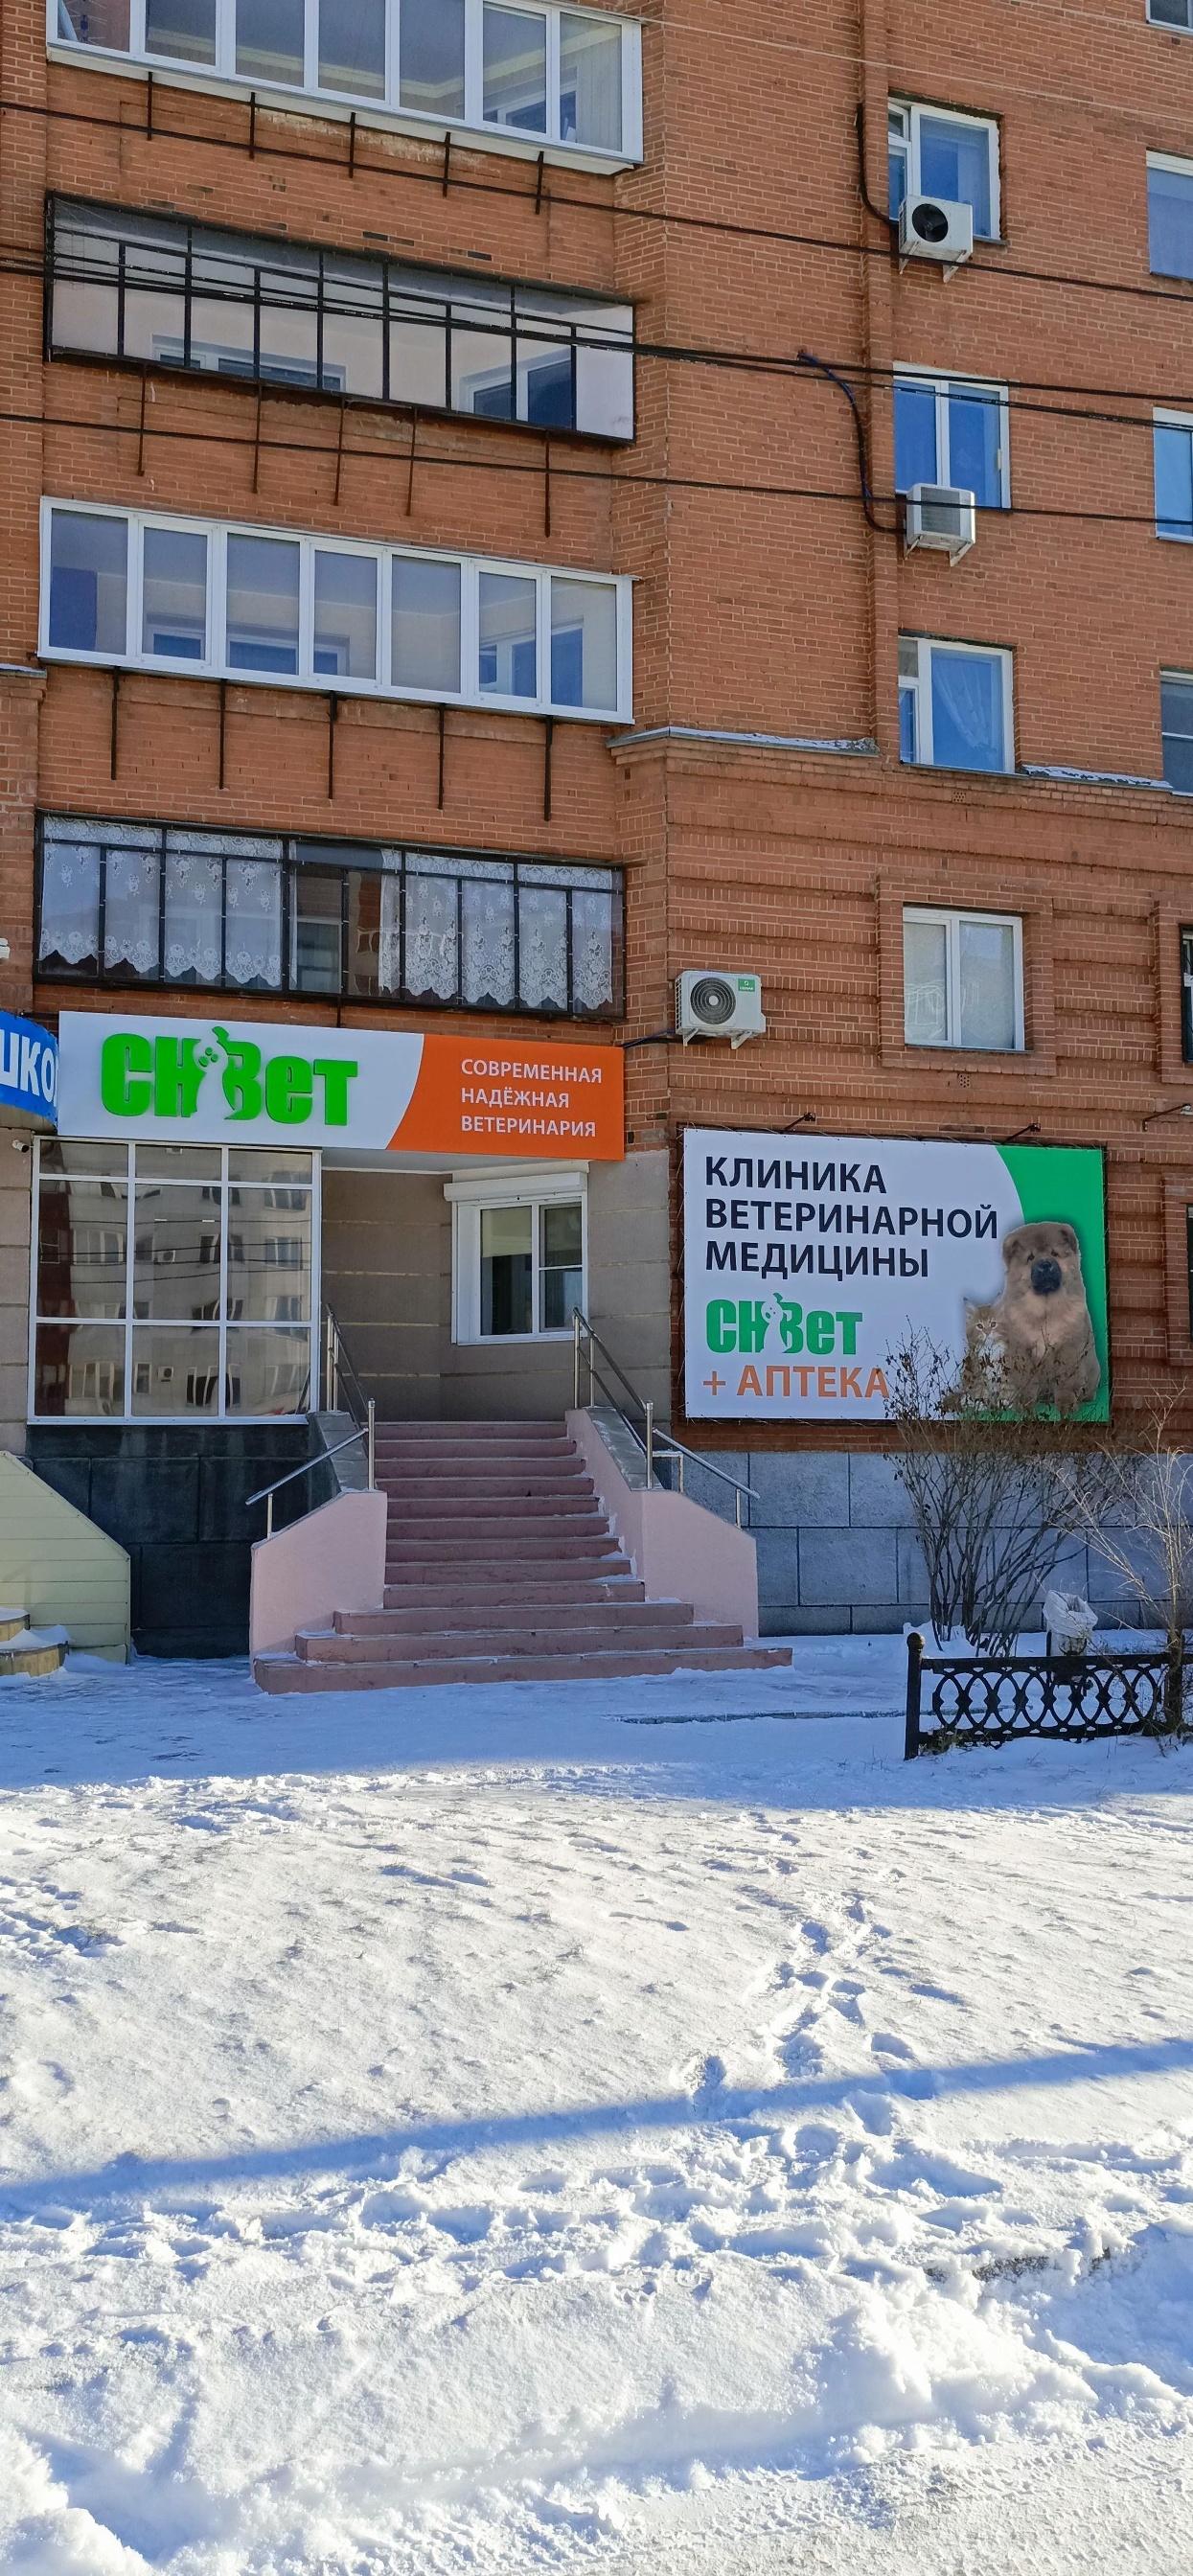 СНВет
СОВРЕМЕННАЯ
НАДЁЖНАЯ
ВЕТЕРИНАРИЯ
КЛИНИКА
ВЕТЕРИНАРНОЙ
МЕДИЦИНЫ
СНВет
+ АПТЕКА